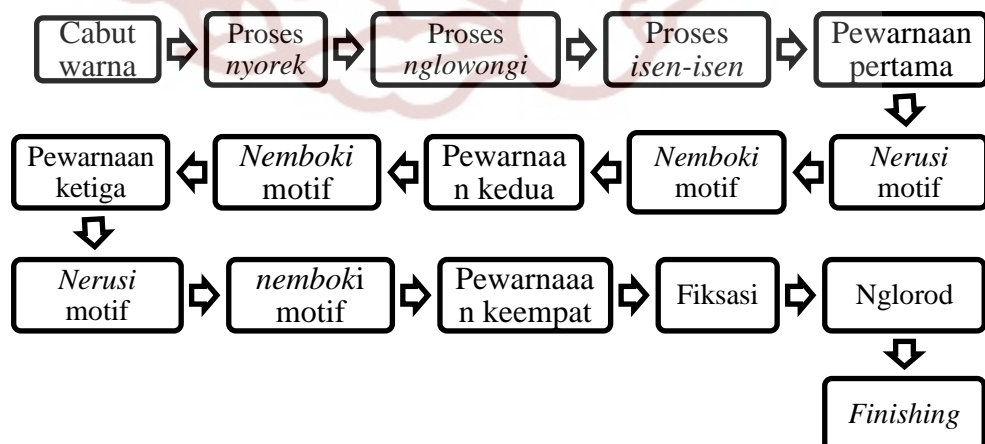 Cabut
warna
Proses
nyorek
Proses
nglowongi
Proses
isen-isen
Pewarnaan
pertama
Nerusi
motif
Nemboki
motif
Pewarnaa
n kedua
Nemboki
motif
Pewarnaan
ketiga
Nerusi
motif
nemboki
motif
Pewarnaaa
n keempat
Fiksasi
Nglorod
Finishing